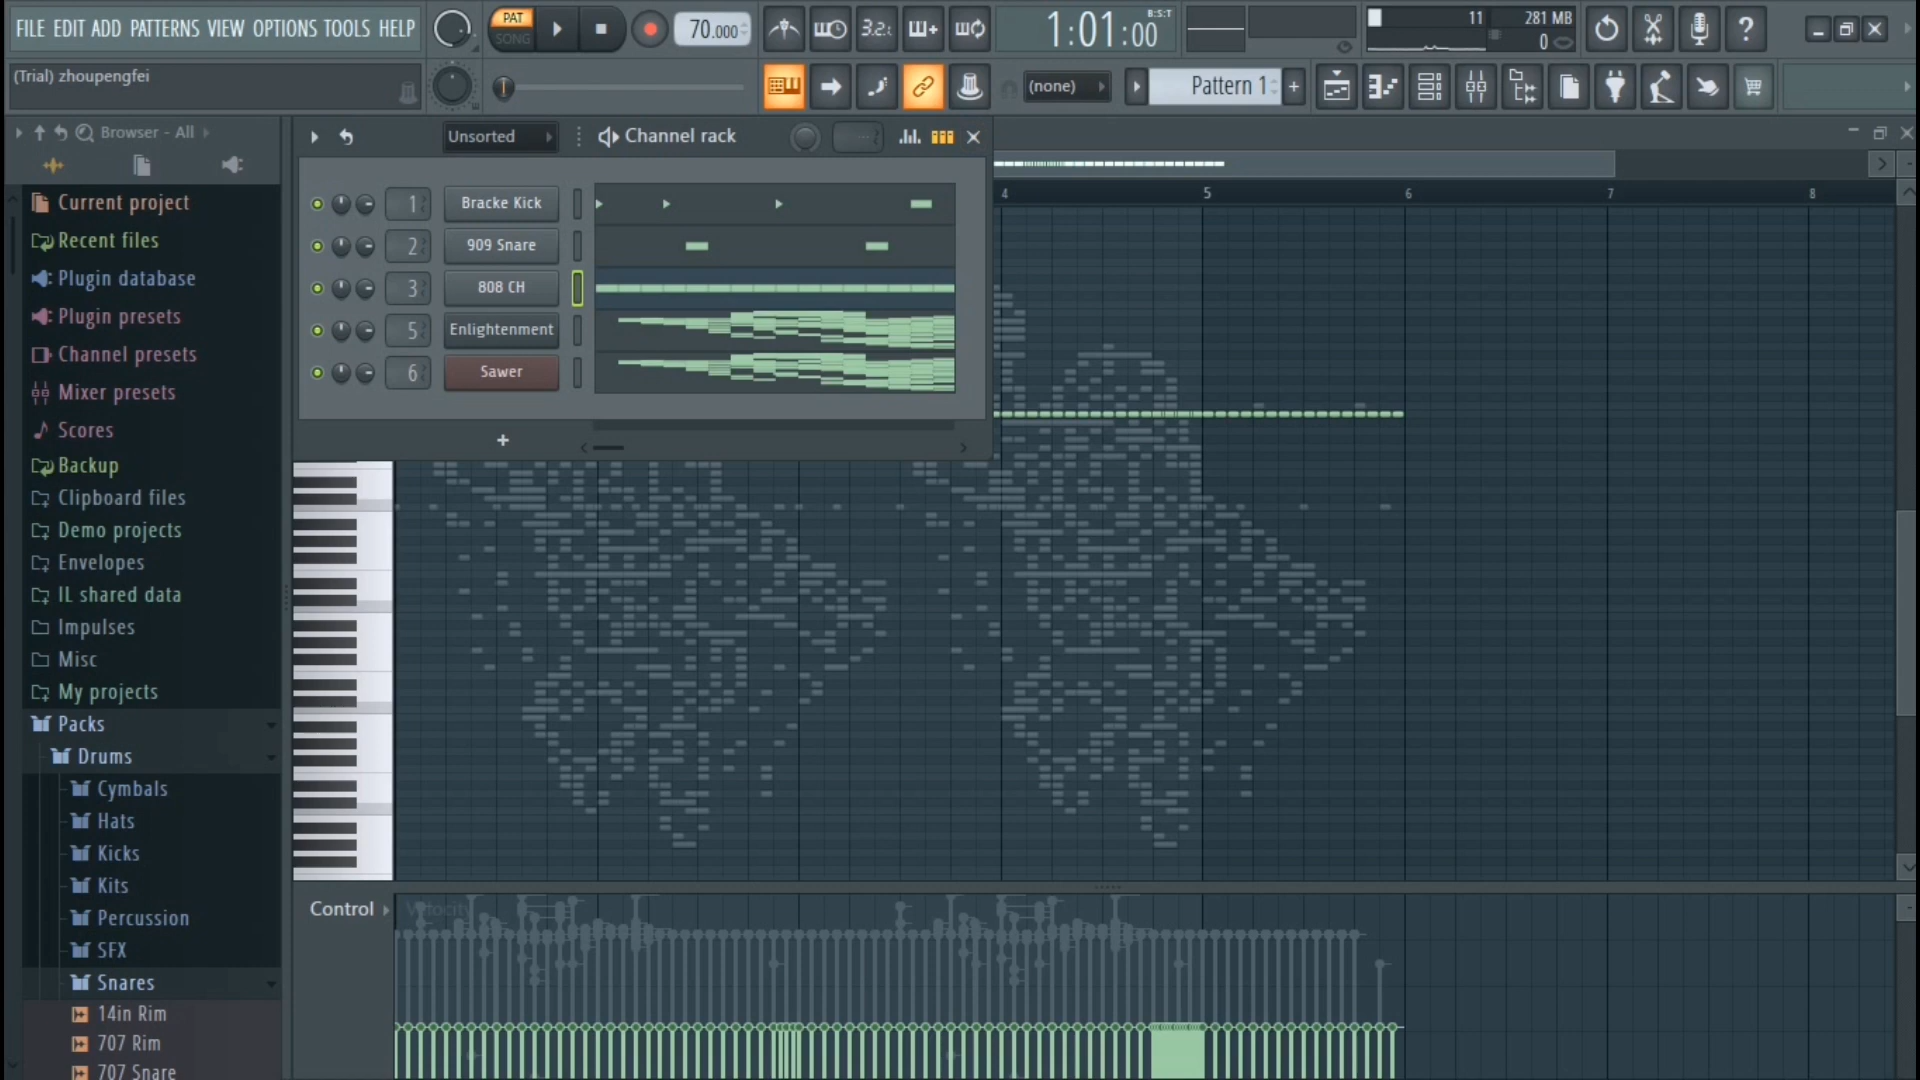 FILE EDIT ADD PATTERNS VIEW OPTIONS TOOLS HELP
PAT
SONG
70.000
3.2.
1:01:00
B:S:T
11
281 MB
0
(Trial) zhoupengfei
(none)
Pattern 1
Browser - All
Unsorted
Channel rack
Current project
Recent files
Plugin database
Plugin presets
Channel presets
Mixer presets
Scores
Backup
Clipboard files
Demo projects
Envelopes
IL shared data
Impulses
Misc
My projects
Packs
Drums
Cymbals
Hats
Kicks
Kits
Percussion
SFX
Snares
14in Rim
707 Rim
707 Snare
1 Bracke Kick
2 909 Snare
3 808 CH
5 Enlightenment
6 Sawer
4 5 6 7 8
Control
Velocity